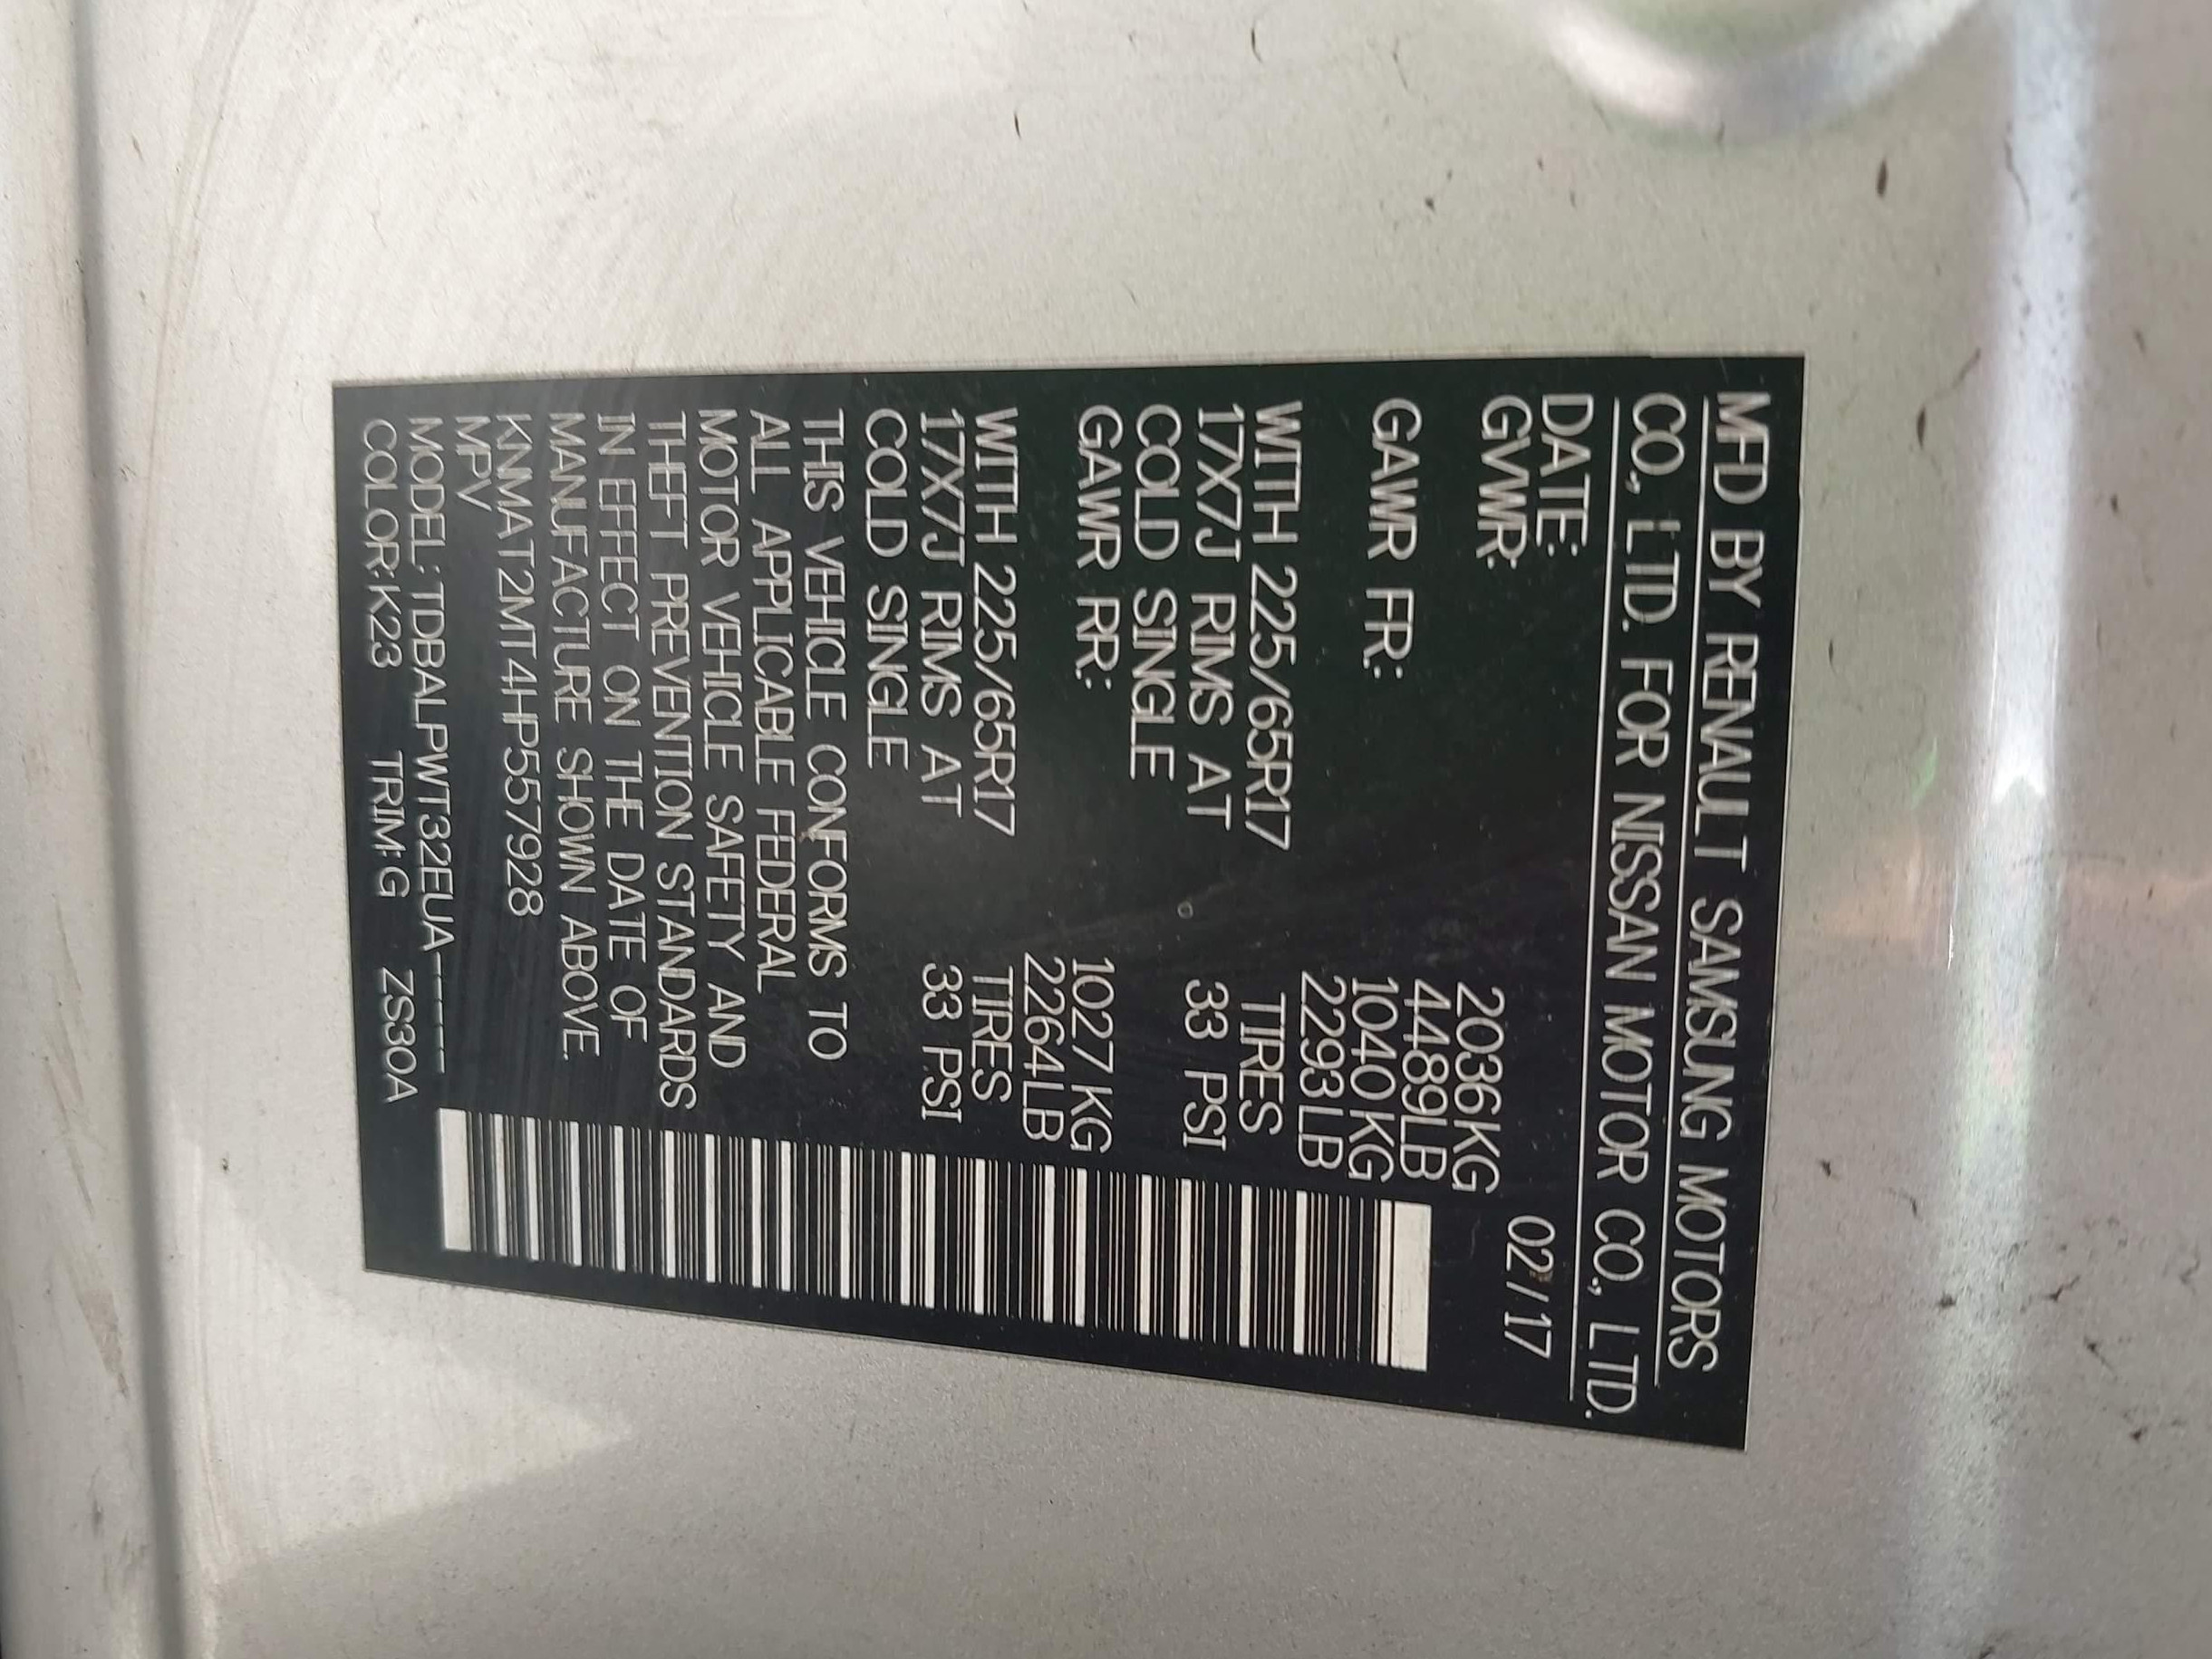 MFD BY RENAULT SAMSUNG MOTORS
CO., LTD. FOR NISSAN MOTOR CO., LTD.
DATE: 02/17
GVWR: 2036KG
4489LB
GAWR FR: 1040KG
2293LB
WITH 225/65R17 TIRES
17X7J RIMS AT 33 PSI
COLD SINGLE
GAWR RR: 1027KG
2264LB
WITH 225/65R17 TIRES
17X7J RIMS AT 33 PSI
COLD SINGLE
THIS VEHICLE CONFORMS TO
ALL APPLICABLE FEDERAL
MOTOR VEHICLE SAFETY AND
THEFT PREVENTION STANDARDS
IN EFFECT ON THE DATE OF
MANUFACTURE SHOWN ABOVE.
KNMAT2MT4HP557928
MPV
MODEL: TDBALPWT32EUA-----
COLOR:K23 TRIM:G ZS30A